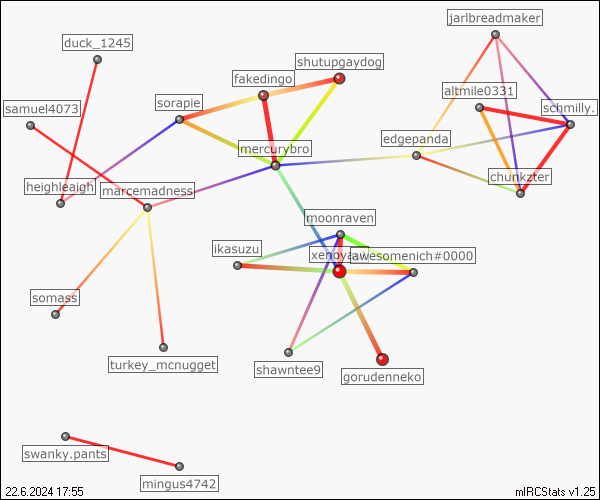 jarlbreadmaker
duck_1245
shutupgaydog
fakedingo
altmile0331
samuel4073
sorapie
schmilly.
edgepanda
mercurybro
chunkzter
heighleaigh
marcemadness
moonraven
ikasuzu
awesomenich#0000
somass
turkey_mcnugget
shawntee9
gorudenneko
swanky.pants
mingus4742
22.6.2024 17:55
mIRCStats v1.25